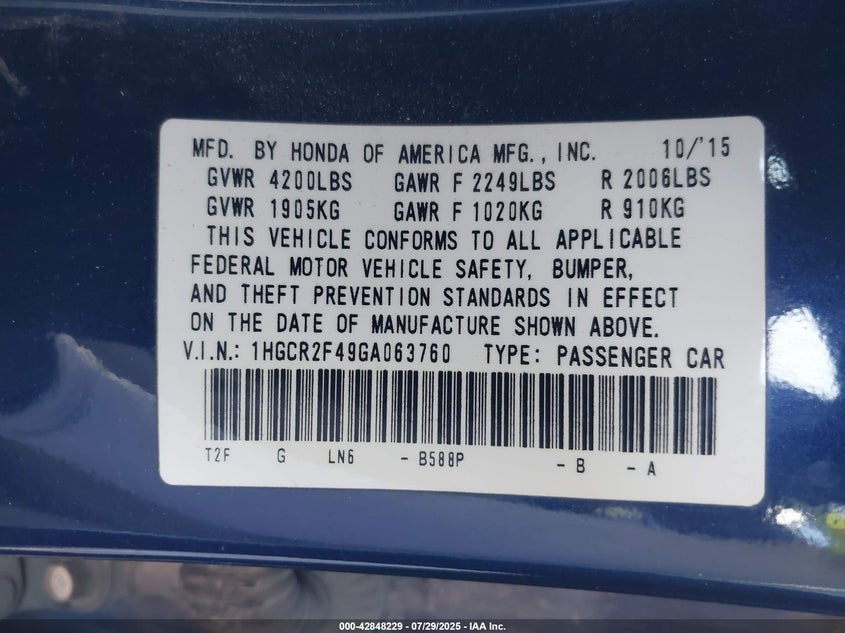 MFD. BY HONDA OF AMERICA MFG., INC. 10/'15
GVWR 4200LBS GAWR F 2249LBS R 2006LBS
GVWR 1905KG GAWR F 1020KG R 910KG
THIS VEHICLE CONFORMS TO ALL APPLICABLE
FEDERAL MOTOR VEHICLE SAFETY, BUMPER,
AND THEFT PREVENTION STANDARDS IN EFFECT
ON THE DATE OF MANUFACTURE SHOWN ABOVE.
V.I.N.: 1HGCR2F49GA063760 TYPE: PASSENGER CAR
T2F G LN6 - B588P - B - A
000-42848229 - 07/29/2025 - IAA Inc.